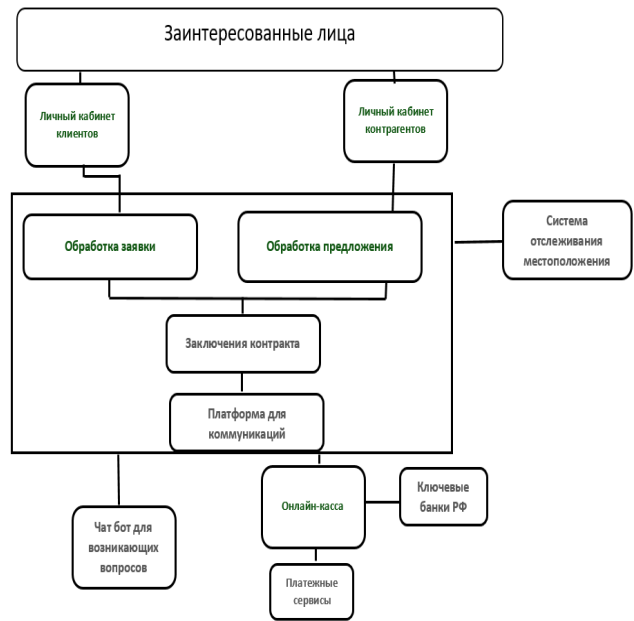 Заинтересованные лица
Личный кабинет
клиентов
Личный кабинет
контрагентов
Обработка заявки
Обработка предложения
Система
отслеживания
местоположения
Заключения контракта
Платформа для
коммуникаций
Чат бот для
возникающих
вопросов
Онлайн-касса
Ключевые
банки РФ
Платежные
сервисы